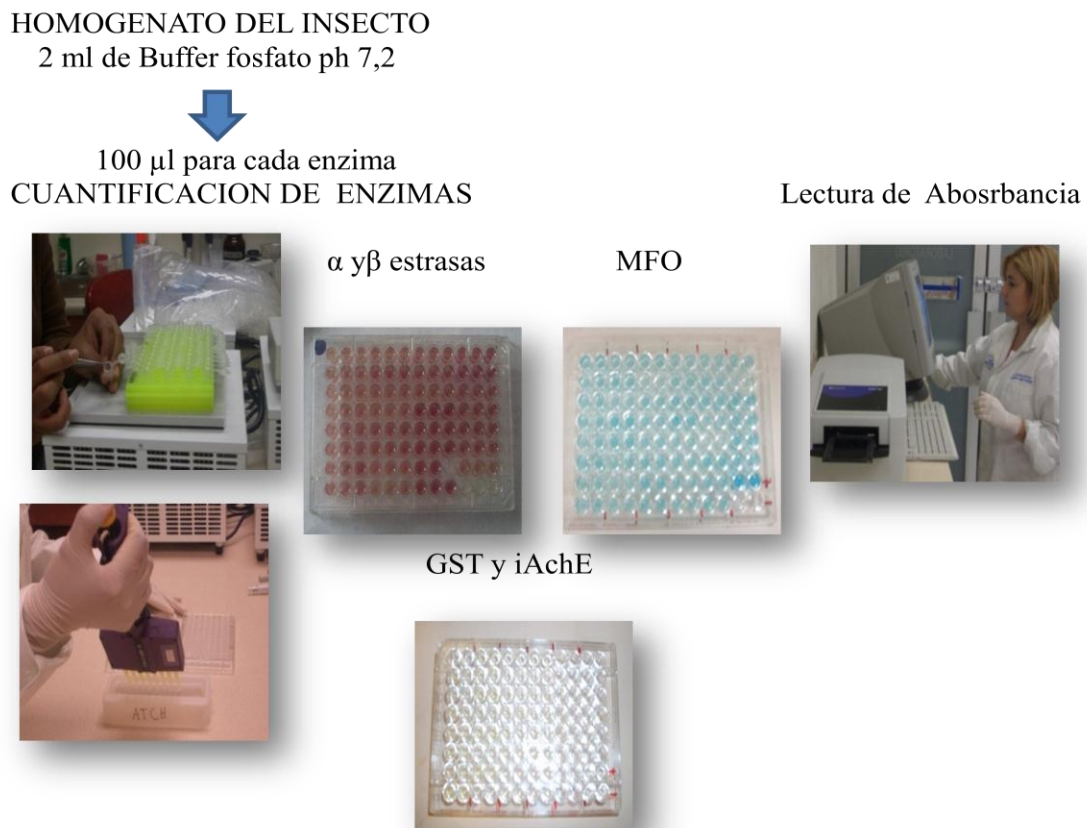 HOMOGENATO DEL INSECTO
2 ml de Buffer fosfato ph 7,2
100 µl para cada enzima
CUANTIFICACION DE ENZIMAS
Lectura de Abosrbancia
α yβ estrasas
MFO
GST y iAchE
ATCH